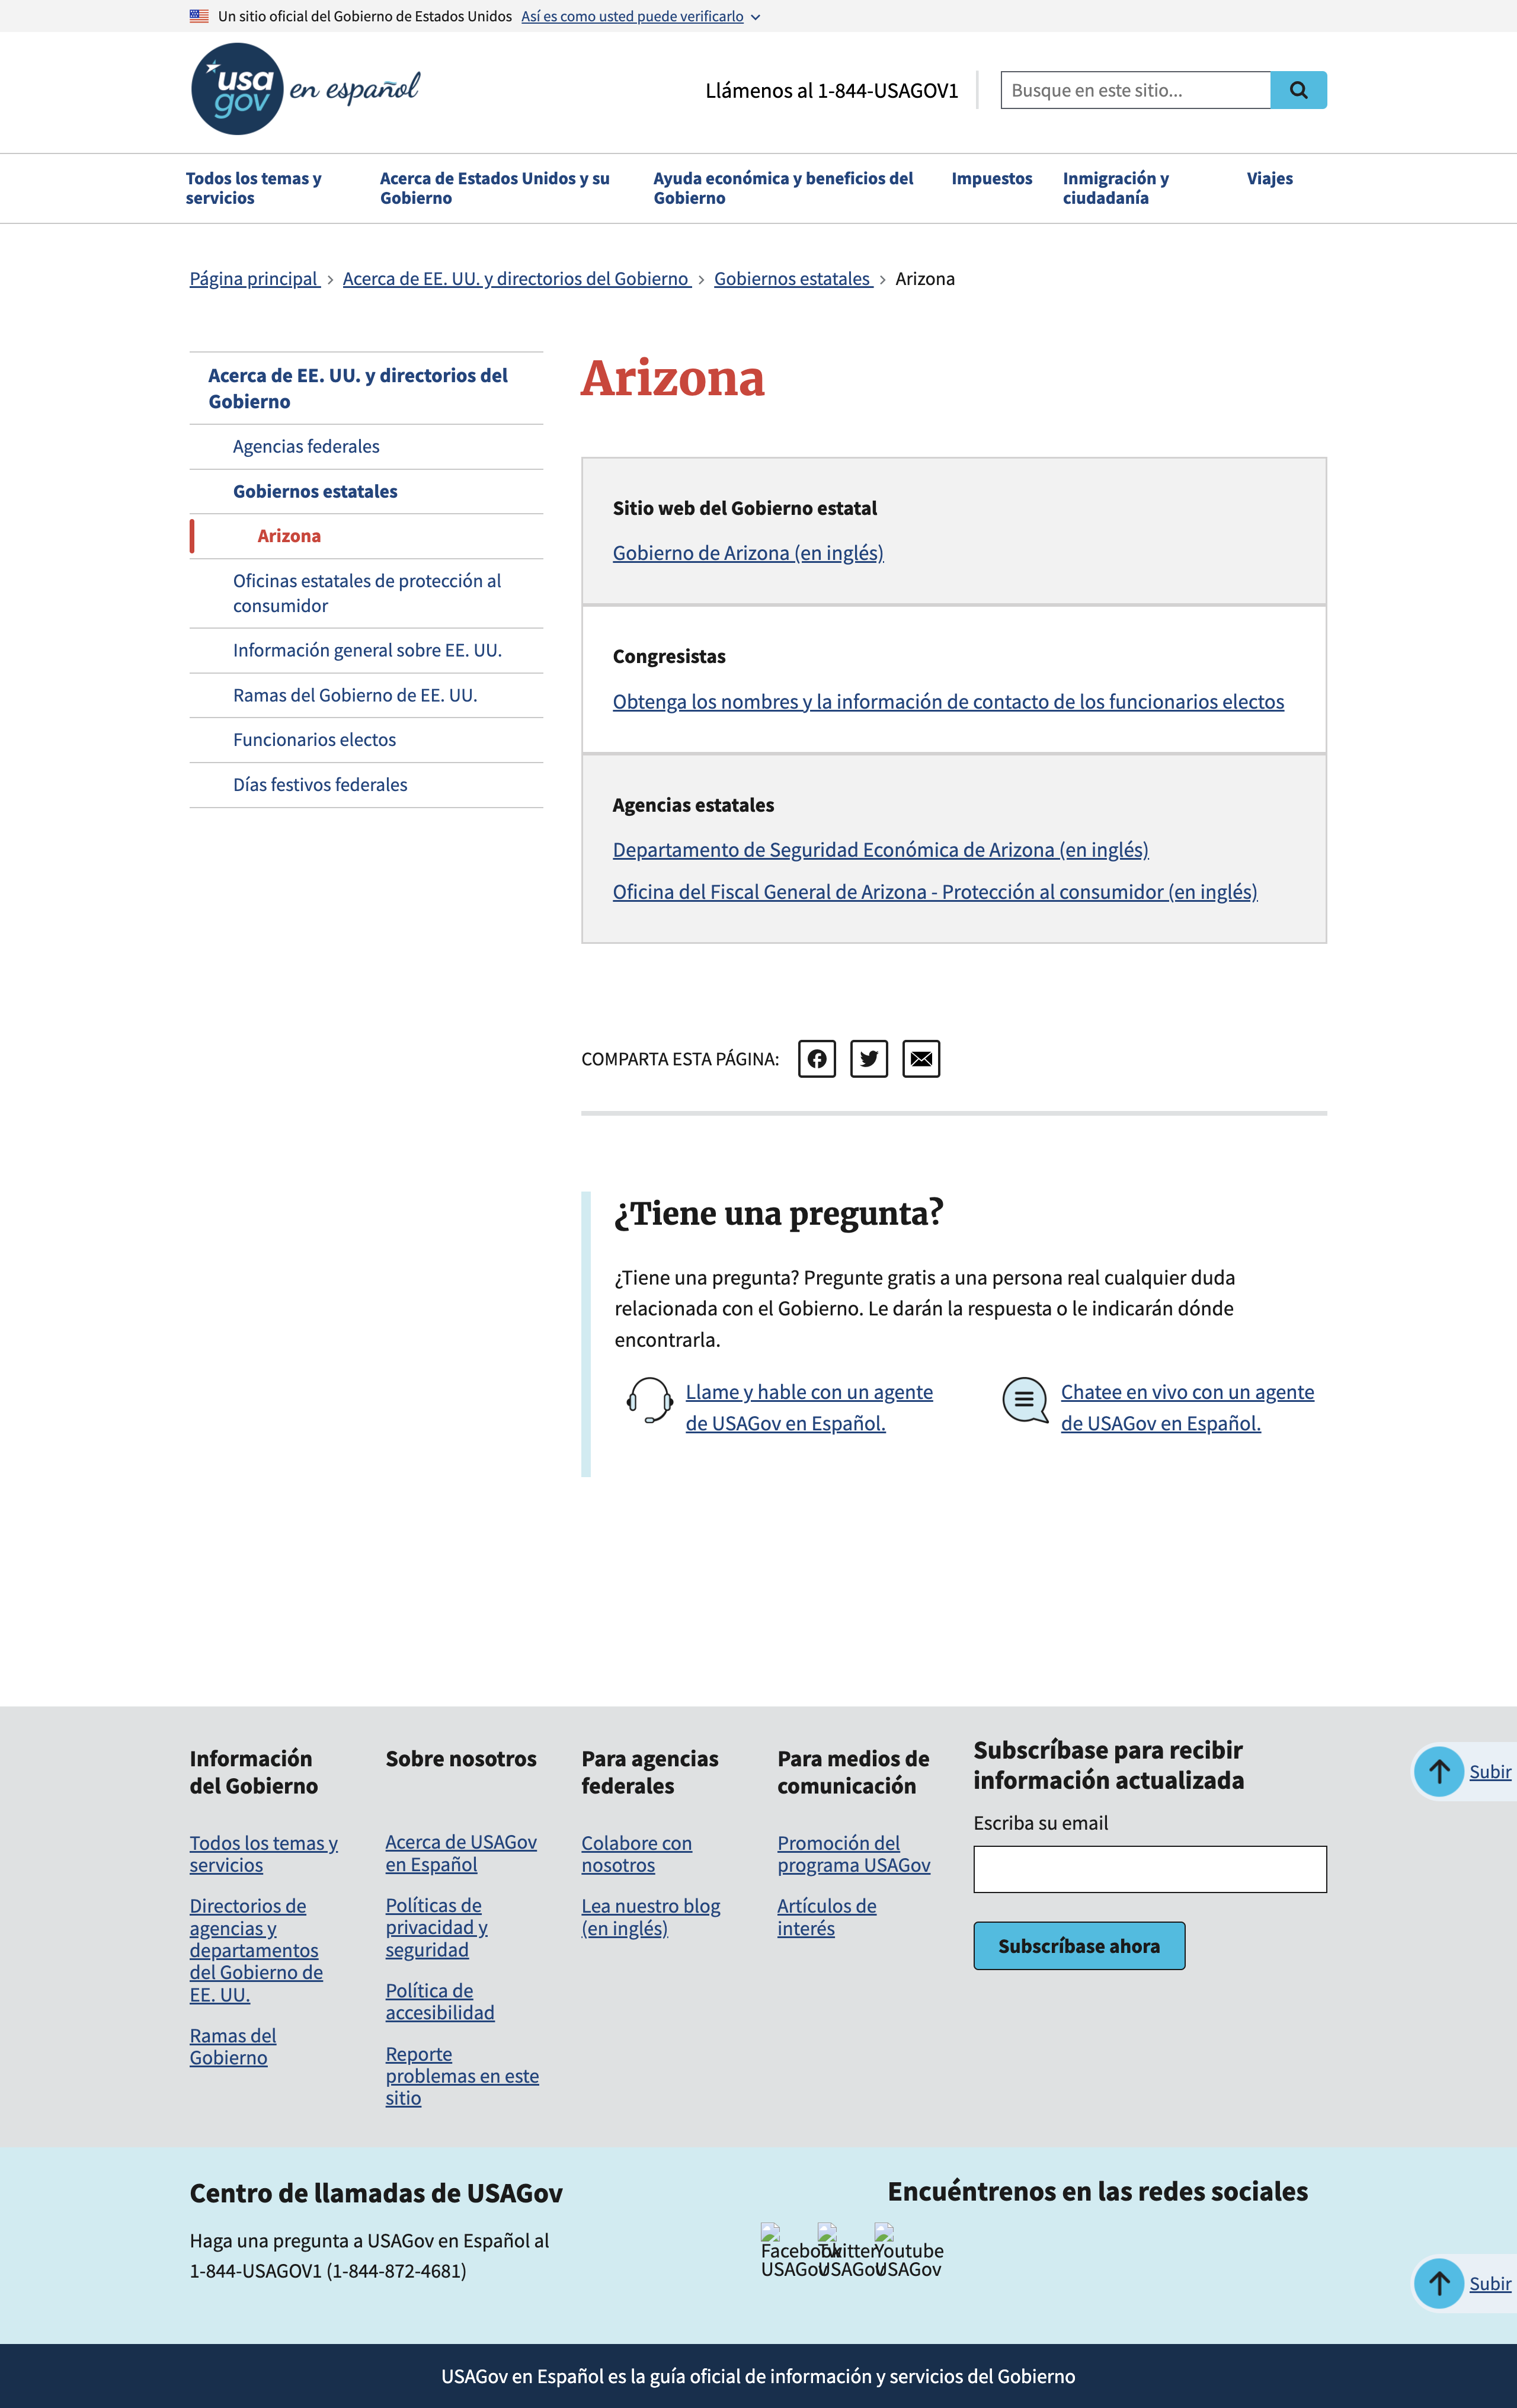 Un sitio oficial del Gobierno de Estados Unidos Así es como usted puede verificarlo
usa
gov
en español
Llámenos al 1-844-USAGOV1
Busque en este sitio...
Todos los temas y
servicios
Acerca de Estados Unidos y su
Gobierno
Ayuda económica y beneficios del
Gobierno
Impuestos
Inmigración y
ciudadanía
Viajes
Página principal › Acerca de EE. UU. y directorios del Gobierno › Gobiernos estatales › Arizona
Acerca de EE. UU. y directorios del
Gobierno
Agencias federales
Gobiernos estatales
Arizona
Oficinas estatales de protección al
consumidor
Información general sobre EE. UU.
Ramas del Gobierno de EE. UU.
Funcionarios electos
Días festivos federales
Arizona
Sitio web del Gobierno estatal
Gobierno de Arizona (en inglés)
Congresistas
Obtenga los nombres y la información de contacto de los funcionarios electos
Agencias estatales
Departamento de Seguridad Económica de Arizona (en inglés)
Oficina del Fiscal General de Arizona - Protección al consumidor (en inglés)
COMPARTA ESTA PÁGINA:
¿Tiene una pregunta?
¿Tiene una pregunta? Pregunte gratis a una persona real cualquier duda
relacionada con el Gobierno. Le darán la respuesta o le indicarán dónde
encontrarla.
Llame y hable con un agente
de USAGov en Español.
Chatee en vivo con un agente
de USAGov en Español.
Información
del Gobierno
Todos los temas y
servicios
Directorios de
agencias y
departamentos
del Gobierno de
EE. UU.
Ramas del
Gobierno
Sobre nosotros
Acerca de USAGov
en Español
Políticas de
privacidad y
seguridad
Política de
accesibilidad
Reporte
problemas en este
sitio
Para agencias
federales
Colabore con
nosotros
Lea nuestro blog
(en inglés)
Para medios de
comunicación
Promoción del
programa USAGov
Artículos de
interés
Subscríbase para recibir
información actualizada
Escriba su email
Subscríbase ahora
Subir
Centro de llamadas de USAGov
Haga una pregunta a USAGov en Español al
1-844-USAGOV1 (1-844-872-4681)
Encuéntrenos en las redes sociales
Facebook
USAGov
Twitter
USAGov
Youtube
USAGov
Subir
USAGov en Español es la guía oficial de información y servicios del Gobierno